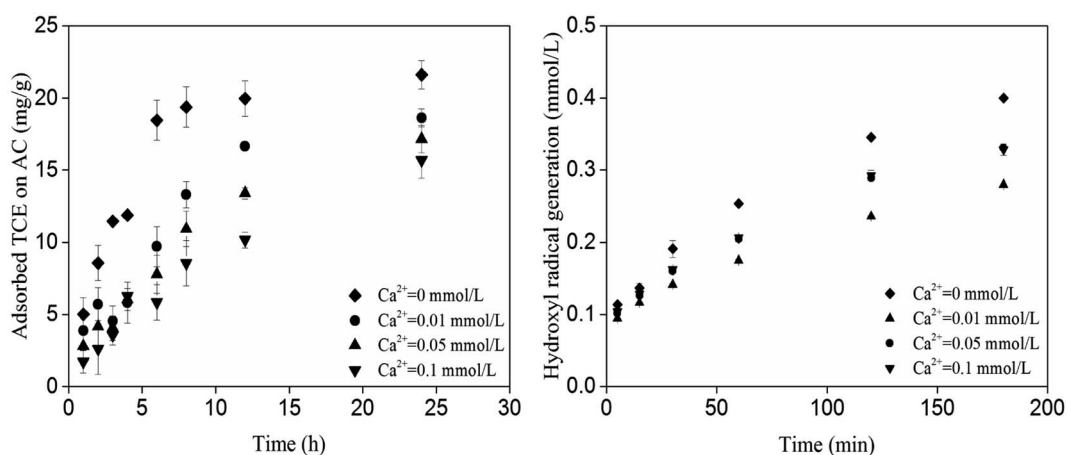 Adsorbed TCE on AC (mg/g)
25
20
15
10
5
0
Ca²⁺=0 mmol/L
Ca²⁺=0.01 mmol/L
Ca²⁺=0.05 mmol/L
Ca²⁺=0.1 mmol/L
0 5 10 15 20 25 30
Time (h)
Hydroxyl radical generation (mmol/L)
0.5
0.4
0.3
0.2
0.1
0.0
Ca²⁺=0 mmol/L
Ca²⁺=0.01 mmol/L
Ca²⁺=0.05 mmol/L
Ca²⁺=0.1 mmol/L
0 50 100 150 200
Time (min)